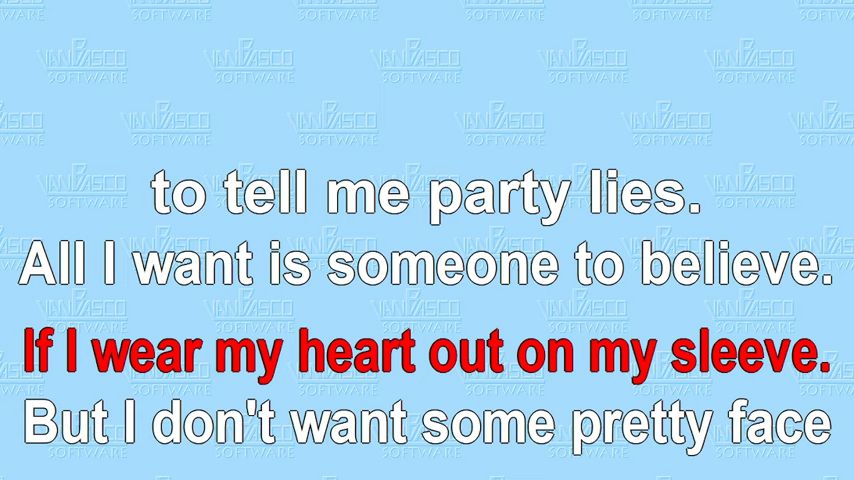 to tell me party lies.
All I want is someone to believe.
If I wear my heart out on my sleeve.
But I don't want some pretty face
VANBASCO SOFTWARE